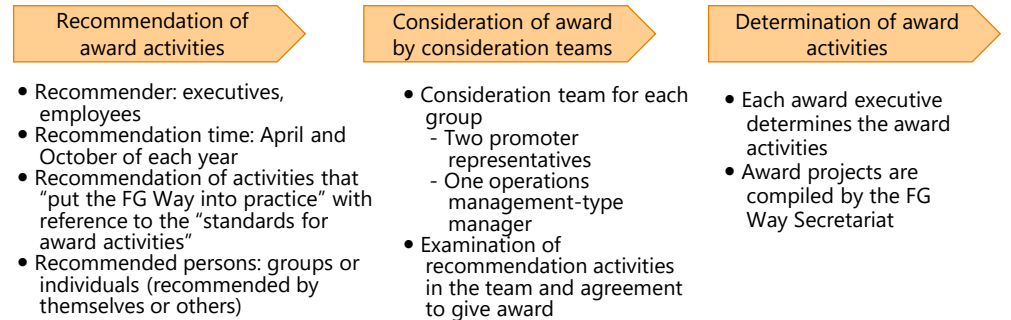 Recommendation of
award activities
• Recommender: executives,
employees
• Recommendation time: April and
October of each year
• Recommendation of activities that
“put the FG Way into practice” with
reference to the “standards for
award activities”
• Recommended persons: groups or
individuals (recommended by
themselves or others)
Consideration of award
by consideration teams
• Consideration team for each
group
- Two promoter
representatives
- One operations
management-type
manager
• Examination of
recommendation activities
in the team and agreement
to give award
Determination of award
activities
• Each award executive
determines the award
activities
• Award projects are
compiled by the FG
Way Secretariat